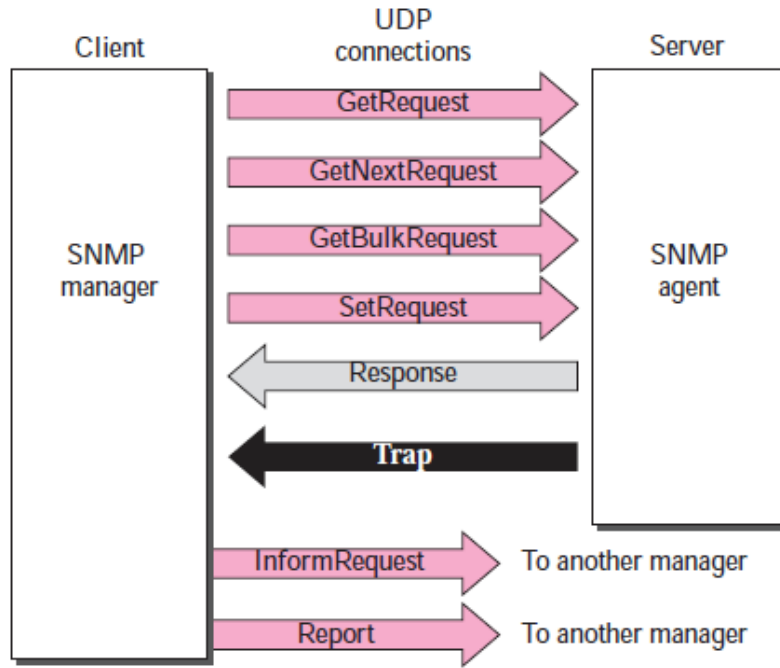 Client
UDP
connections
Server
GetRequest
GetNextRequest
GetBulkRequest
SNMP
manager
SNMP
agent
SetRequest
Response
Trap
InformRequest
To another manager
Report
To another manager